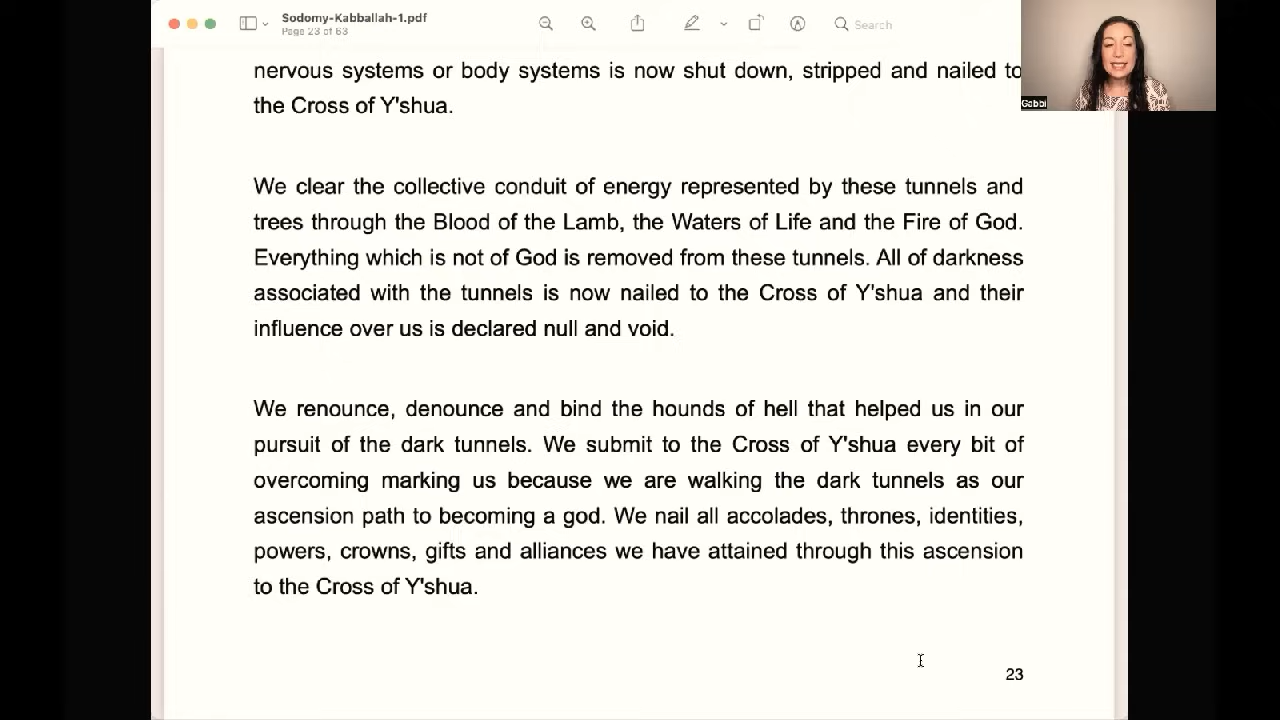 Sodomy-Kabballah-1.pdf
Page 23 of 63
Search
Gabbi
nervous systems or body systems is now shut down, stripped and nailed to
the Cross of Y'shua.
We clear the collective conduit of energy represented by these tunnels and
trees through the Blood of the Lamb, the Waters of Life and the Fire of God.
Everything which is not of God is removed from these tunnels. All of darkness
associated with the tunnels is now nailed to the Cross of Y'shua and their
influence over us is declared null and void.
We renounce, denounce and bind the hounds of hell that helped us in our
pursuit of the dark tunnels. We submit to the Cross of Y'shua every bit of
overcoming marking us because we are walking the dark tunnels as our
ascension path to becoming a god. We nail all accolades, thrones, identities,
powers, crowns, gifts and alliances we have attained through this ascension
to the Cross of Y'shua.
23